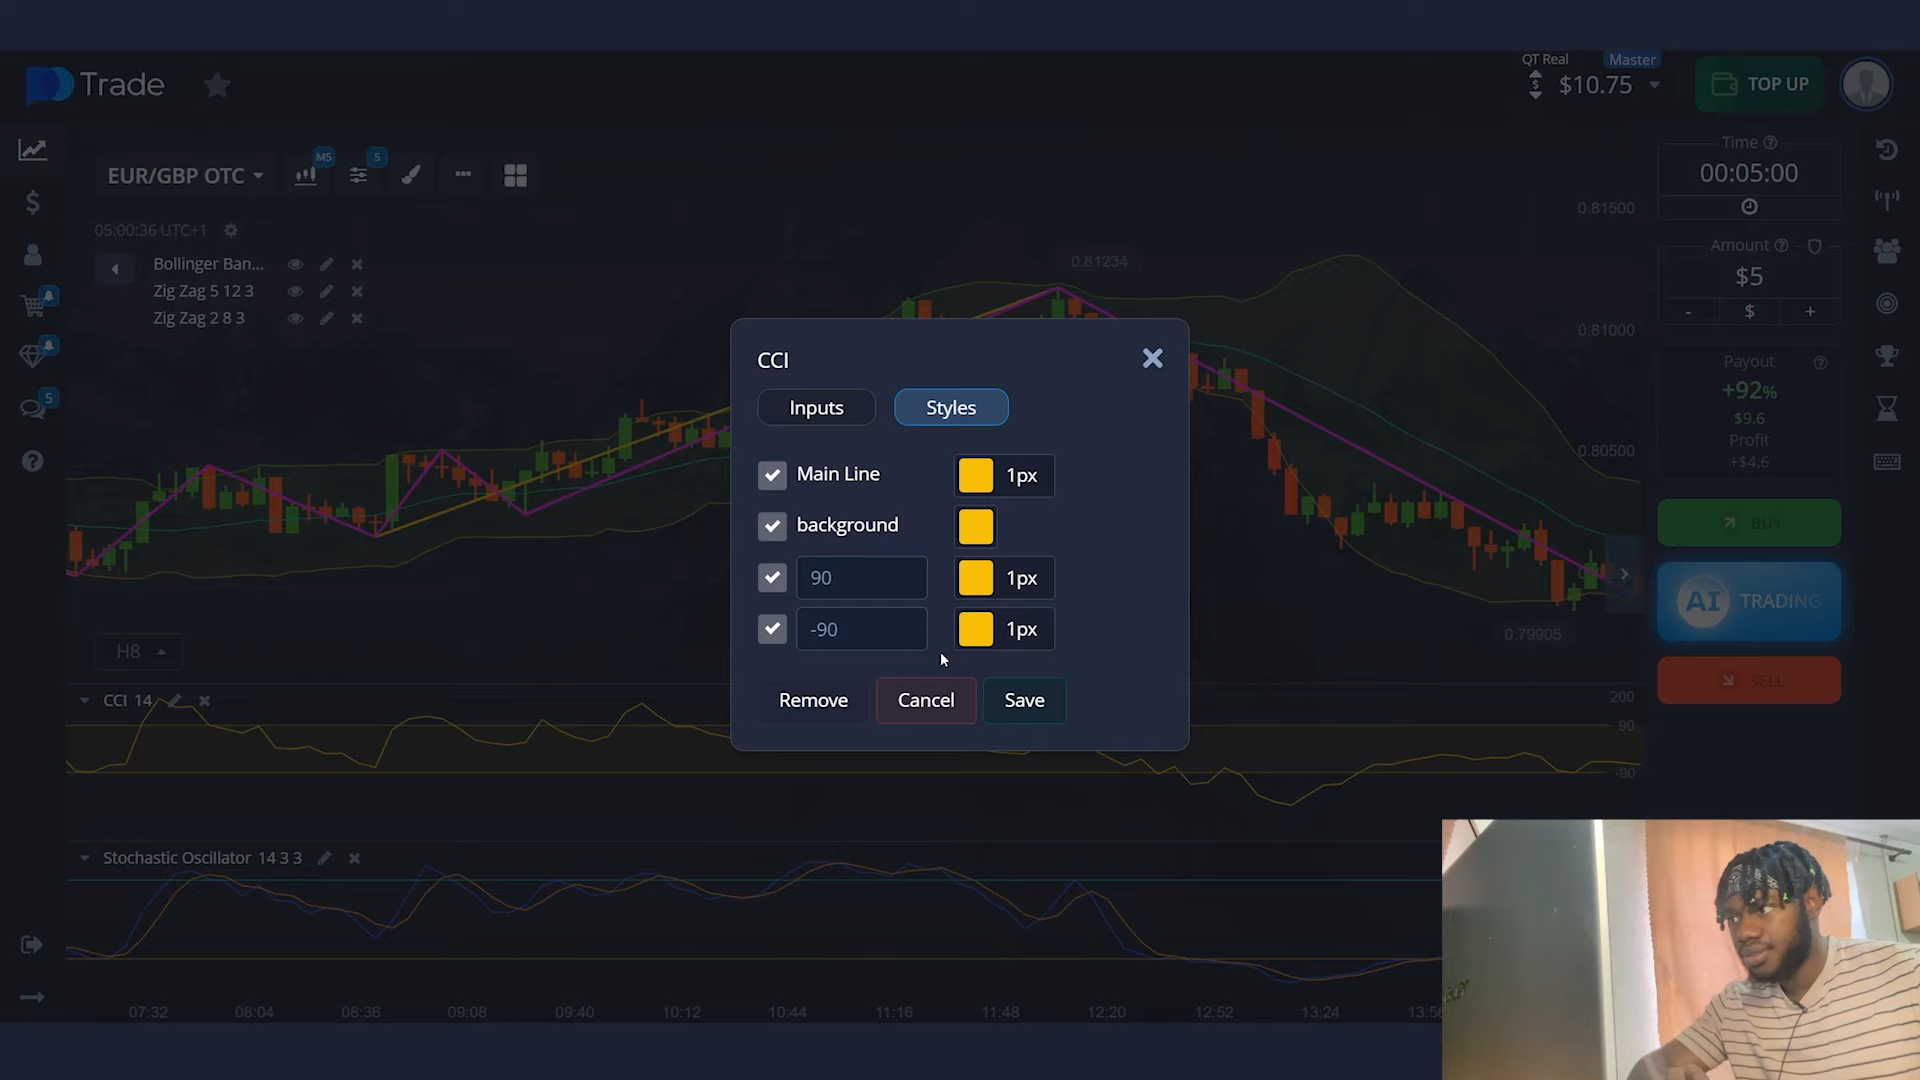 Trade
QT Real
Master
$10.75
TOP UP
EUR/GBP OTC
M5
5
05:00:36 UTC+1
Bollinger Ban...
Zig Zag 5 12 3
Zig Zag 2 8 3
0.81234
0.81500
0.81000
0.80500
0.79905
Time
00:05:00
Amount
$5
-
$
+
Payout
+92%
$9.6
Profit
+$4.6
BUY
AI TRADING
SELL
5
CCI
Inputs
Styles
Main Line
1px
background
90
1px
-90
1px
Remove
Cancel
Save
H8
CCI 14
200
90
-90
Stochastic Oscillator 14 3 3
07:32
08:04
08:36
09:08
09:40
10:12
10:44
11:16
11:48
12:20
12:52
13:24
13:56